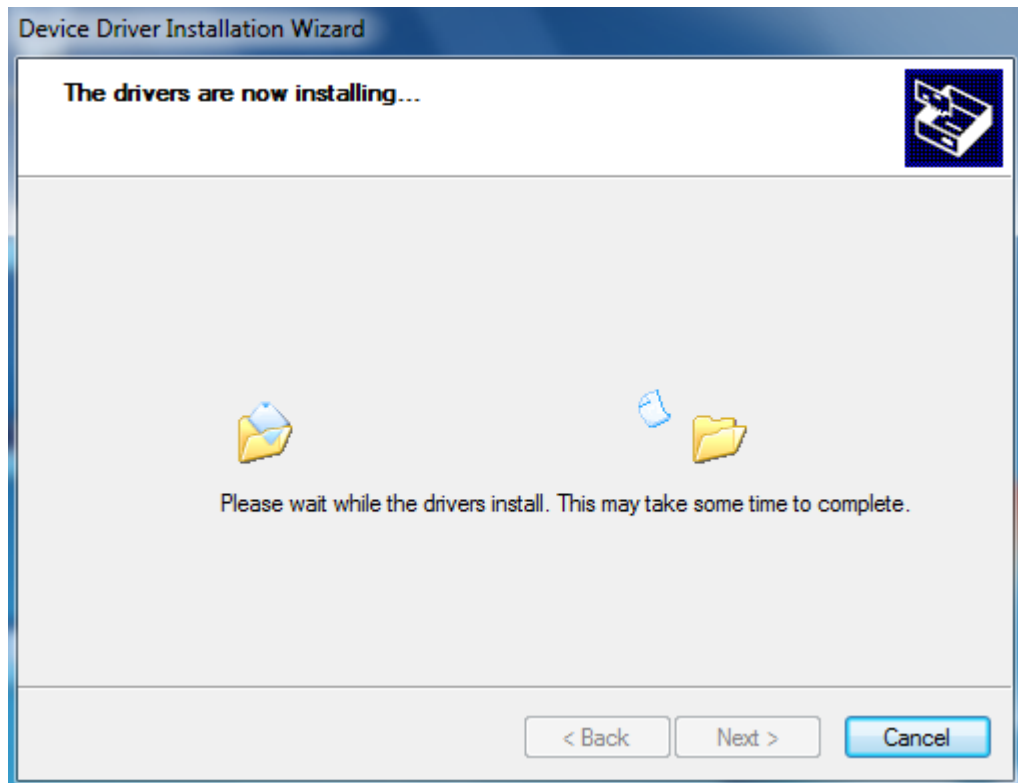 Device Driver Installation Wizard
The drivers are now installing...
Please wait while the drivers install. This may take some time to complete.
< Back
Next >
Cancel